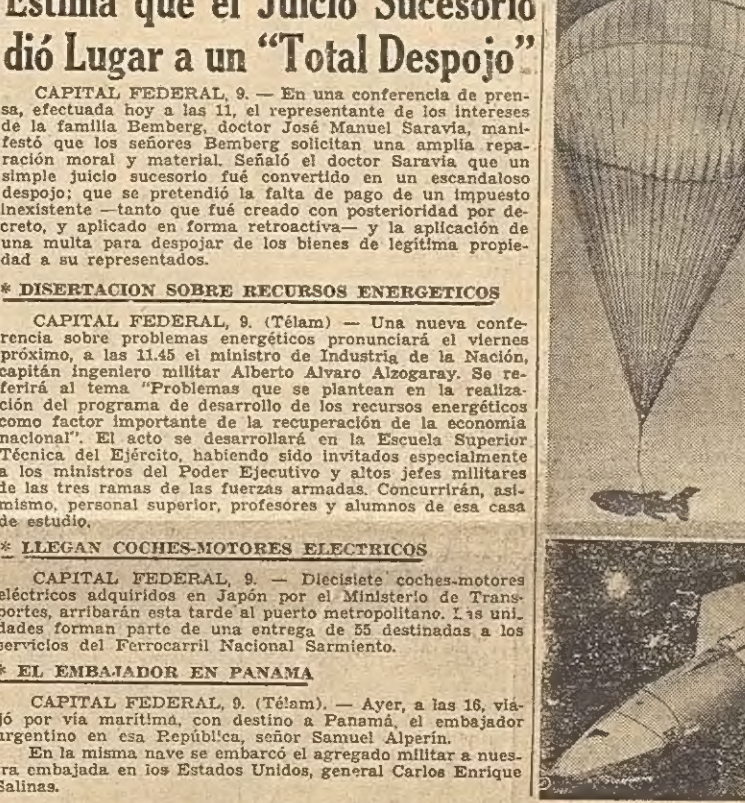 Estima que el Juicio Sucesorio
dió Lugar a un “Total Despojo”
CAPITAL FEDERAL, 9. — En una conferencia de pren-
sa, efectuada hoy a las 11, el representante de los intereses
de la familia Bemberg, doctor José Manuel Saravia, mani-
festó que los señores Bemberg solicitan una amplia repa-
ración moral y material. Señaló el doctor Saravia que un
simple juicio sucesorio fué convertido en un escandaloso
despojo; que se pretendió la falta de pago de un impuesto
inexistente —tanto que fué creado con posterioridad por de-
creto, y aplicado en forma retroactiva— y la aplicación de
una multa para despojar de los bienes de legítima propie-
dad a su representados.
* DISERTACION SOBRE RECURSOS ENERGETICOS
CAPITAL FEDERAL, 9. (Télam) — Una nueva confe-
rencia sobre problemas energéticos pronunciará el viernes
próximo, a las 11.45 el ministro de Industria de la Nación,
capitán ingeniero militar Alberto Alvaro Alzogaray. Se re-
ferirá al tema “Problemas que se plantean en la realiza-
ción del programa de desarrollo de los recursos energéticos
como factor importante de la recuperación de la economía
nacional”. El acto se desarrollará en la Escuela Superior
Técnica del Ejército, habiendo sido invitados especialmente
a los ministros del Poder Ejecutivo y altos jefes militares
de las tres ramas de las fuerzas armadas. Concurrirán, asi-
mismo, personal superior, profesores y alumnos de esa casa
de estudio.
* LLEGAN COCHES-MOTORES ELECTRICOS
CAPITAL FEDERAL, 9. — Diecisiete coches-motores
eléctricos adquiridos en Japón por el Ministerio de Trans-
portes, arribarán esta tarde al puerto metropolitano. Las uni-
dades forman parte de una entrega de 55 destinadas a los
servicios del Ferrocarril Nacional Sarmiento.
* EL EMBAJADOR EN PANAMA
CAPITAL FEDERAL, 9. (Télam). — Ayer, a las 16, via-
jó por vía marítima, con destino a Panamá, el embajador
argentino en esa República, señor Samuel Alperín.
En la misma nave se embarcó el agregado militar a nues-
tra embajada en los Estados Unidos, general Carlos Enrique
Salinas.